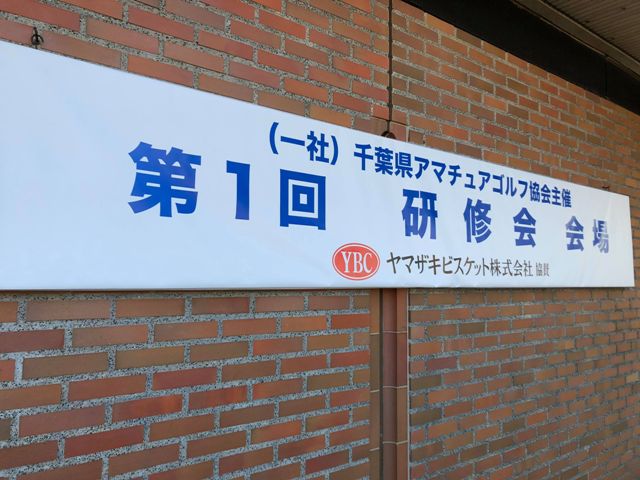 （一社）千葉県アマチュアゴルフ協会主催
第1回 研修会 会場
YBC ヤマザキビスケット株式会社 協賛